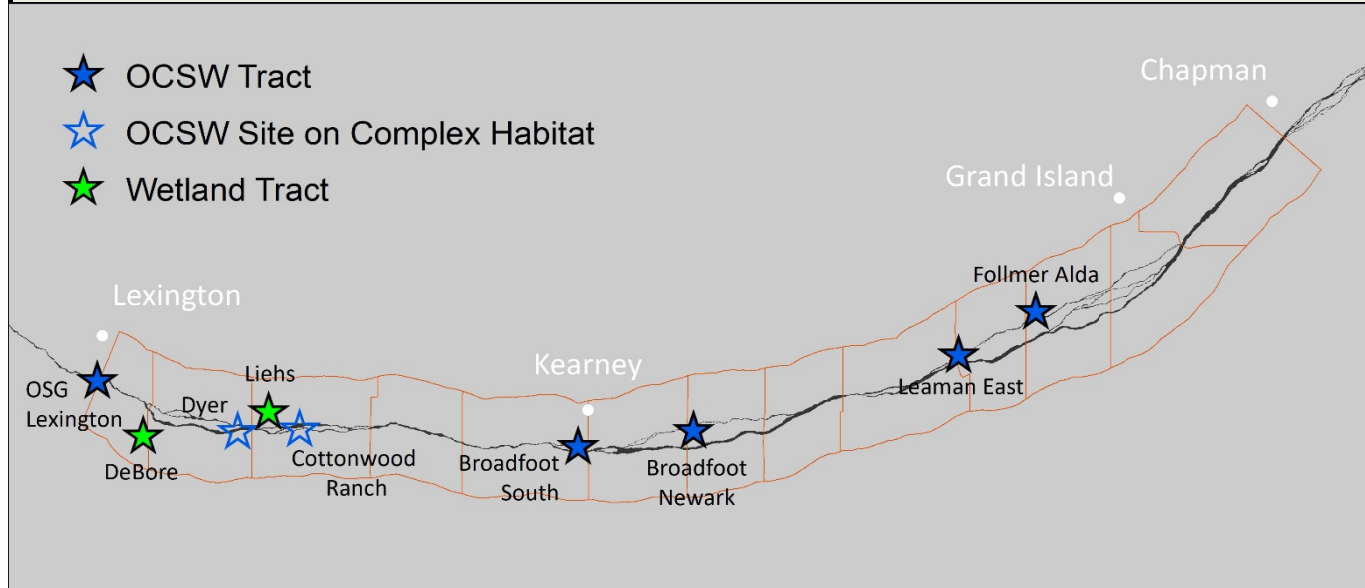 OCSW Tract
OCSW Site on Complex Habitat
Wetland Tract
Chapman
Grand Island
Follmer Alda
Leaman East
Lexington
OSG
Lexington
DeBore
Dyer
Liehs
Cottonwood
Ranch
Kearney
Broadfoot
South
Broadfoot
Newark